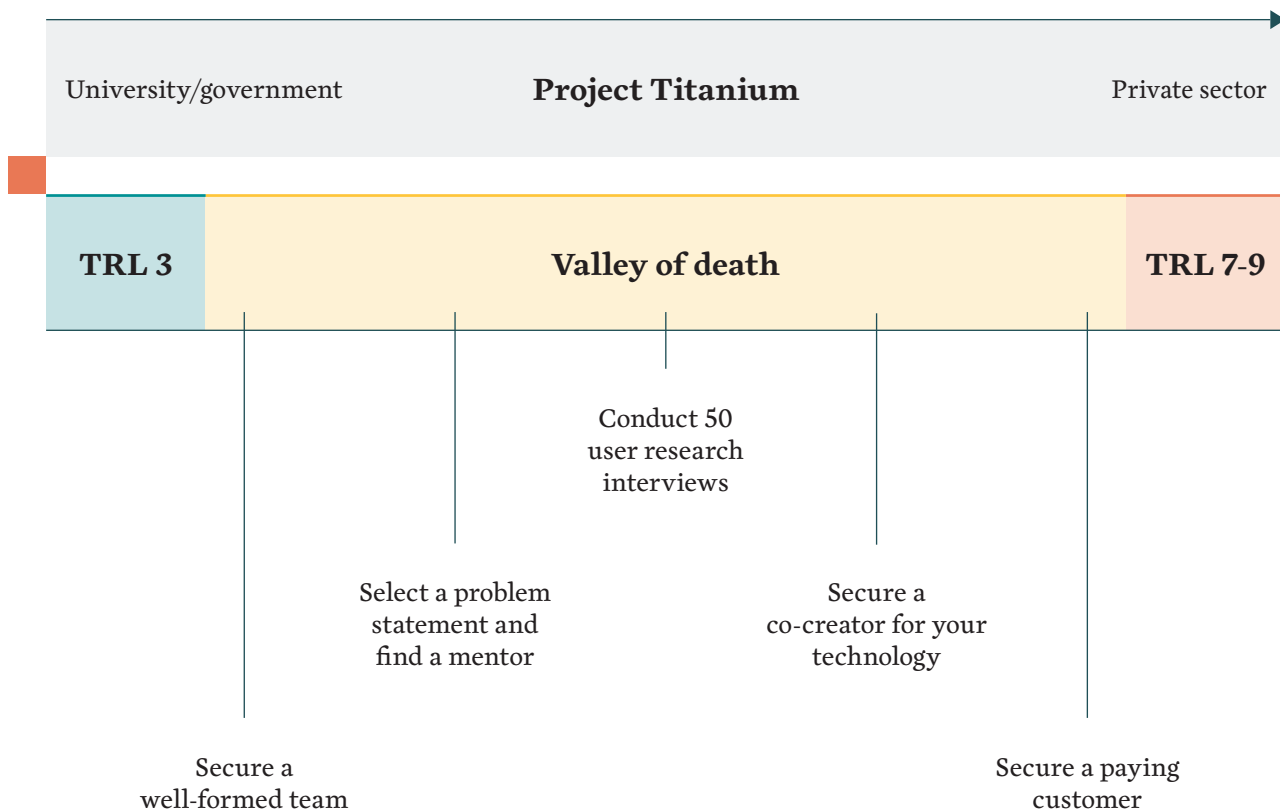 University/government
Project Titanium
Private sector
TRL 3
Valley of death
TRL 7-9
Secure a
well-formed team
Select a problem
statement and
find a mentor
Conduct 50
user research
interviews
Secure a
co-creator for your
technology
Secure a paying
customer